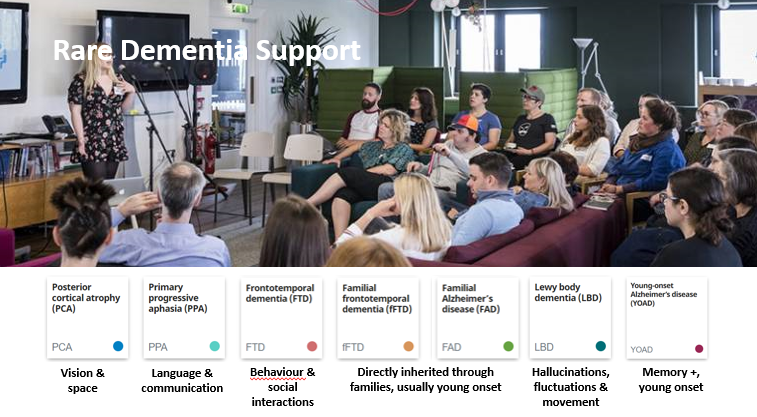 Rare Dementia Support
Posterior
cortical atrophy
(PCA)
PCA
Primary
progressive
aphasia (PPA)
PPA
Frontotemporal
dementia (FTD)
FTD
Familial
frontotemporal
dementia (fFTD)
fFTD
Familial
Alzheimer's
disease (FAD)
FAD
Lewy body
dementia (LBD)
LBD
Young-onset
Alzheimer's disease
(YOAD)
YOAD
Vision &
space
Language &
communication
Behaviour &
social
interactions
Directly inherited through
families, usually young onset
Hallucinations,
fluctuations &
movement
Memory +,
young onset